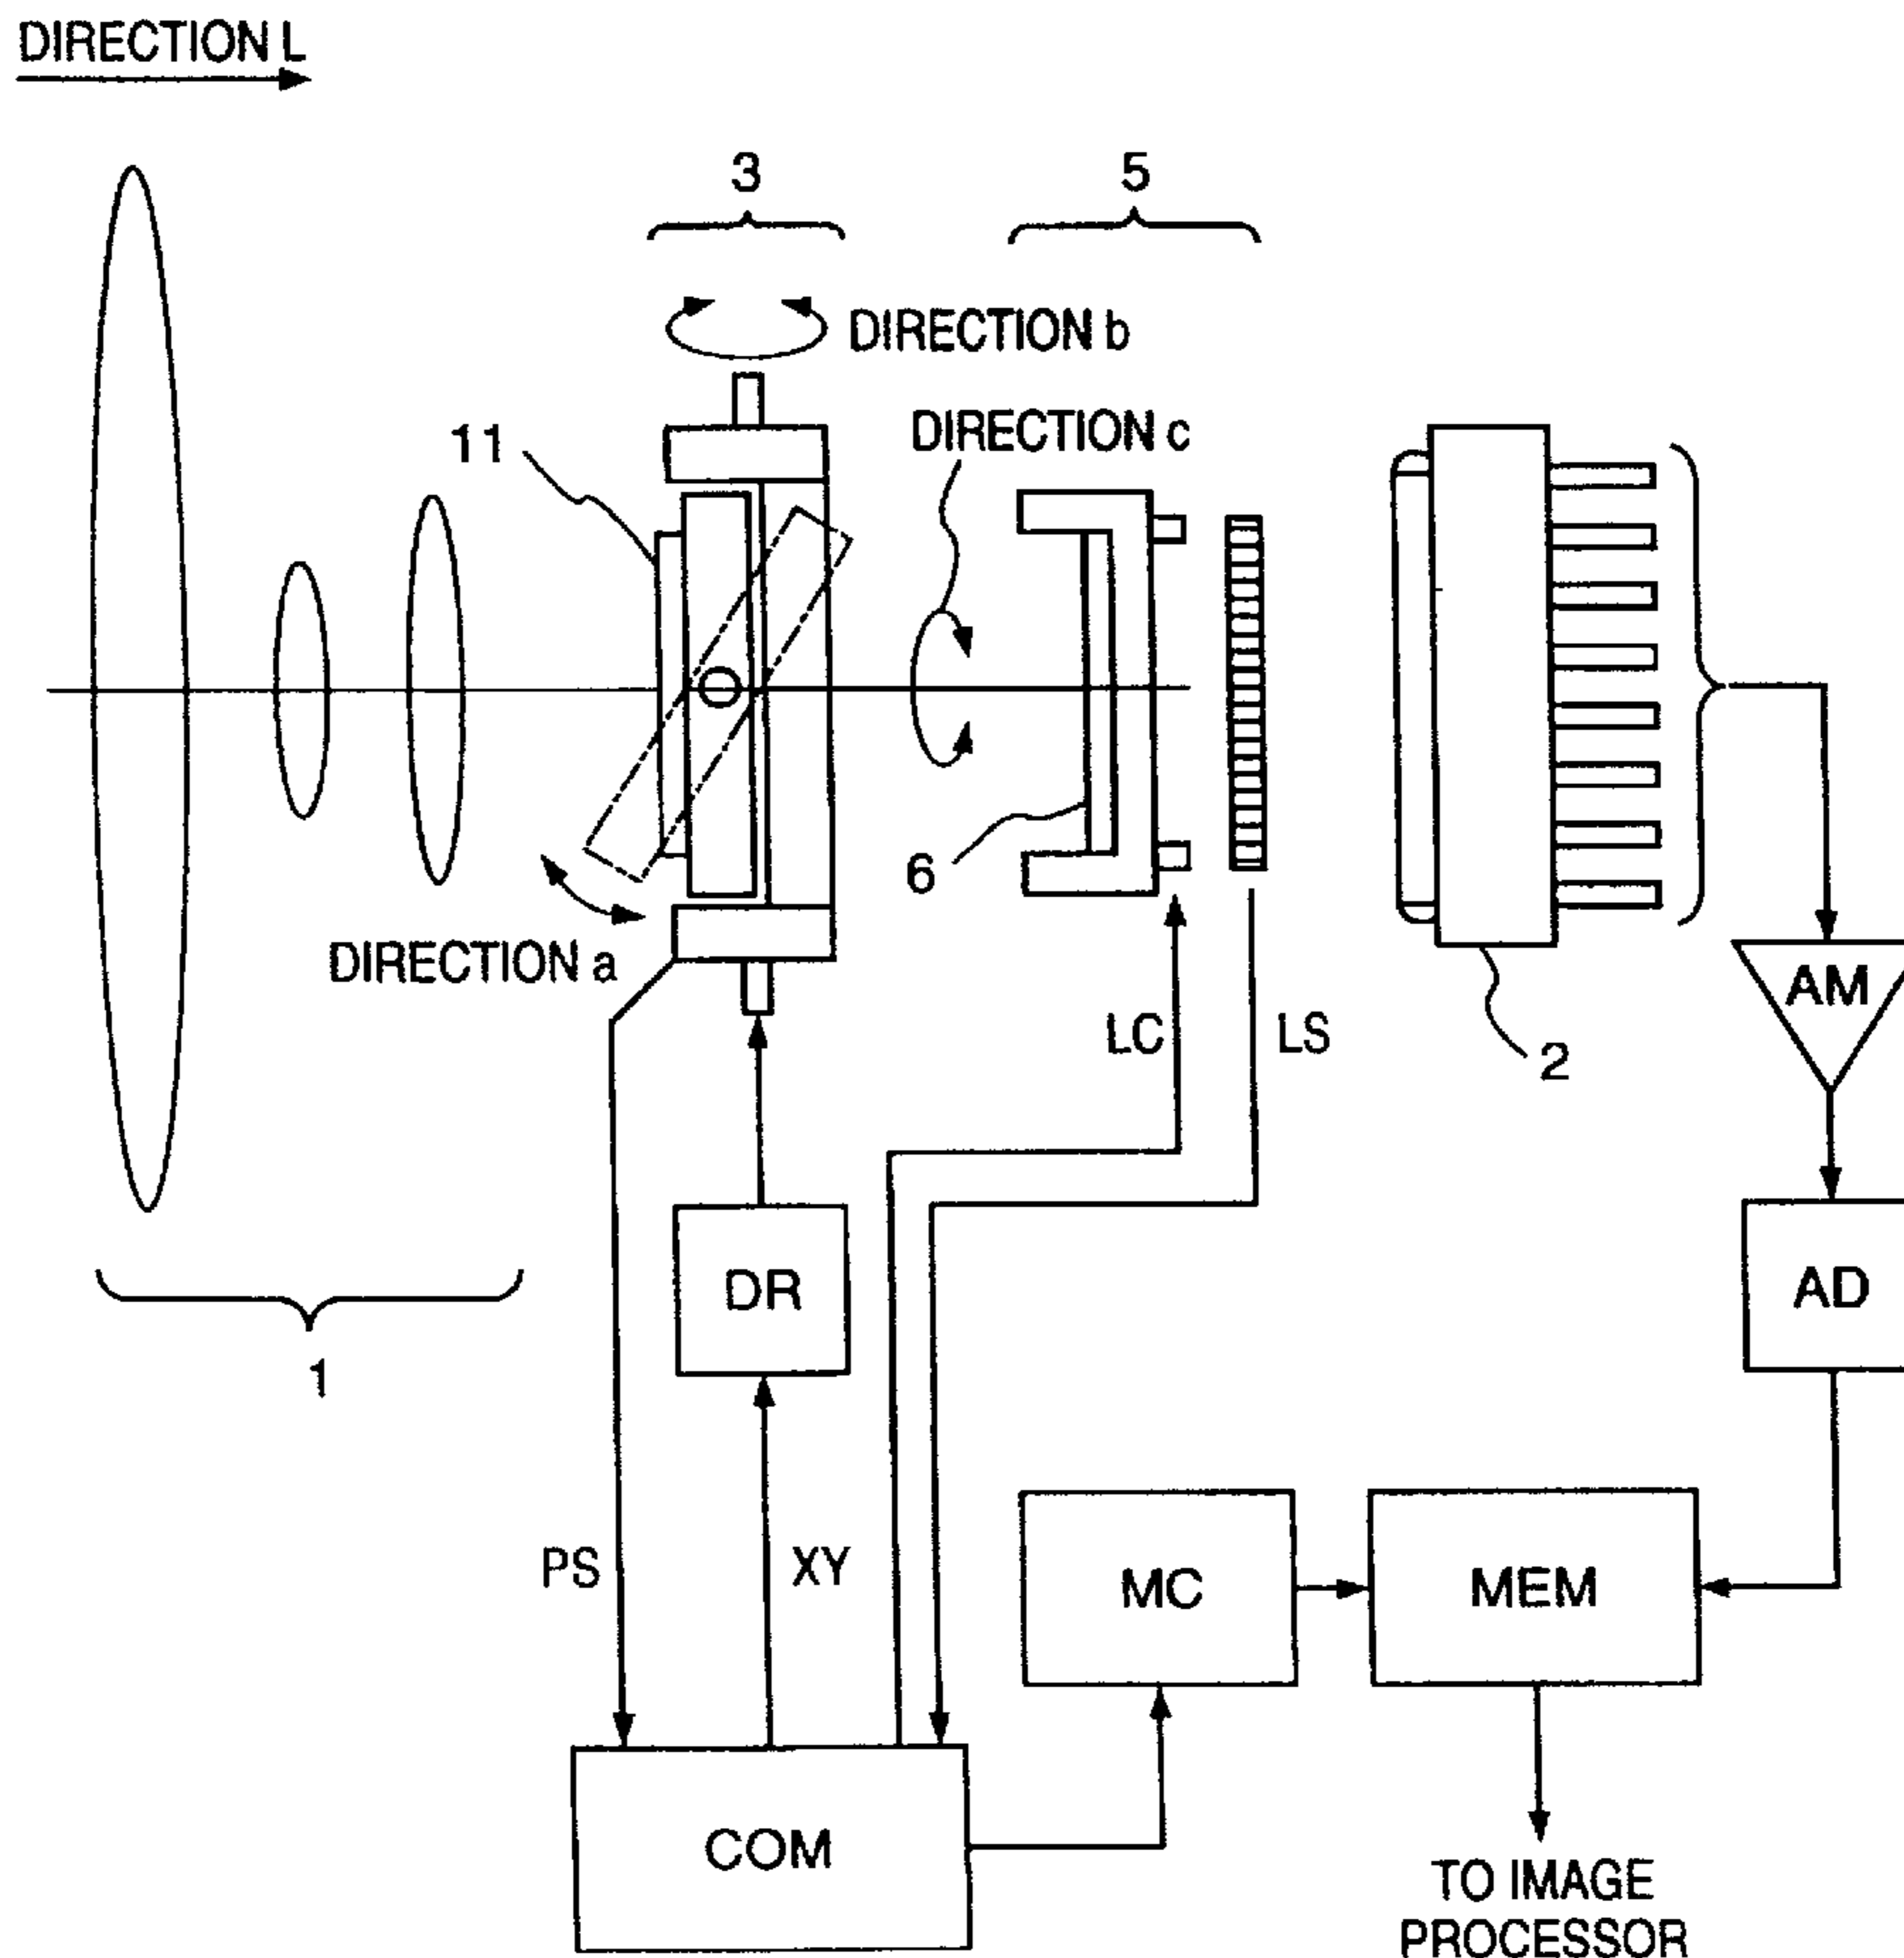 DIRECTION L
3
5
DIRECTION b
DIRECTION c
11
6
DIRECTION a
AM
LC
LS
2
DR
AD
1
PS
XY
MC
MEM
COM
TO IMAGE
PROCESSOR